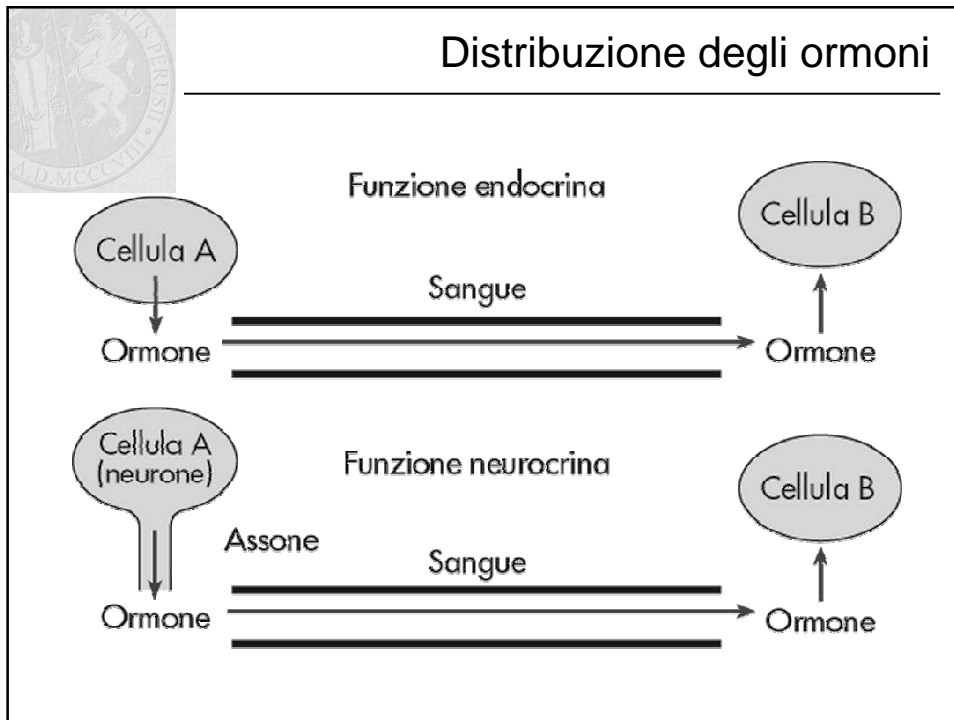 Distribuzione degli ormoni
A.D. MCCCVIII
Funzione endocrina
Cellula A
Cellula B
Sangue
Ormone
Ormone
Cellula A
(neurone)
Funzione neurocrina
Cellula B
Assone
Sangue
Ormone
Ormone